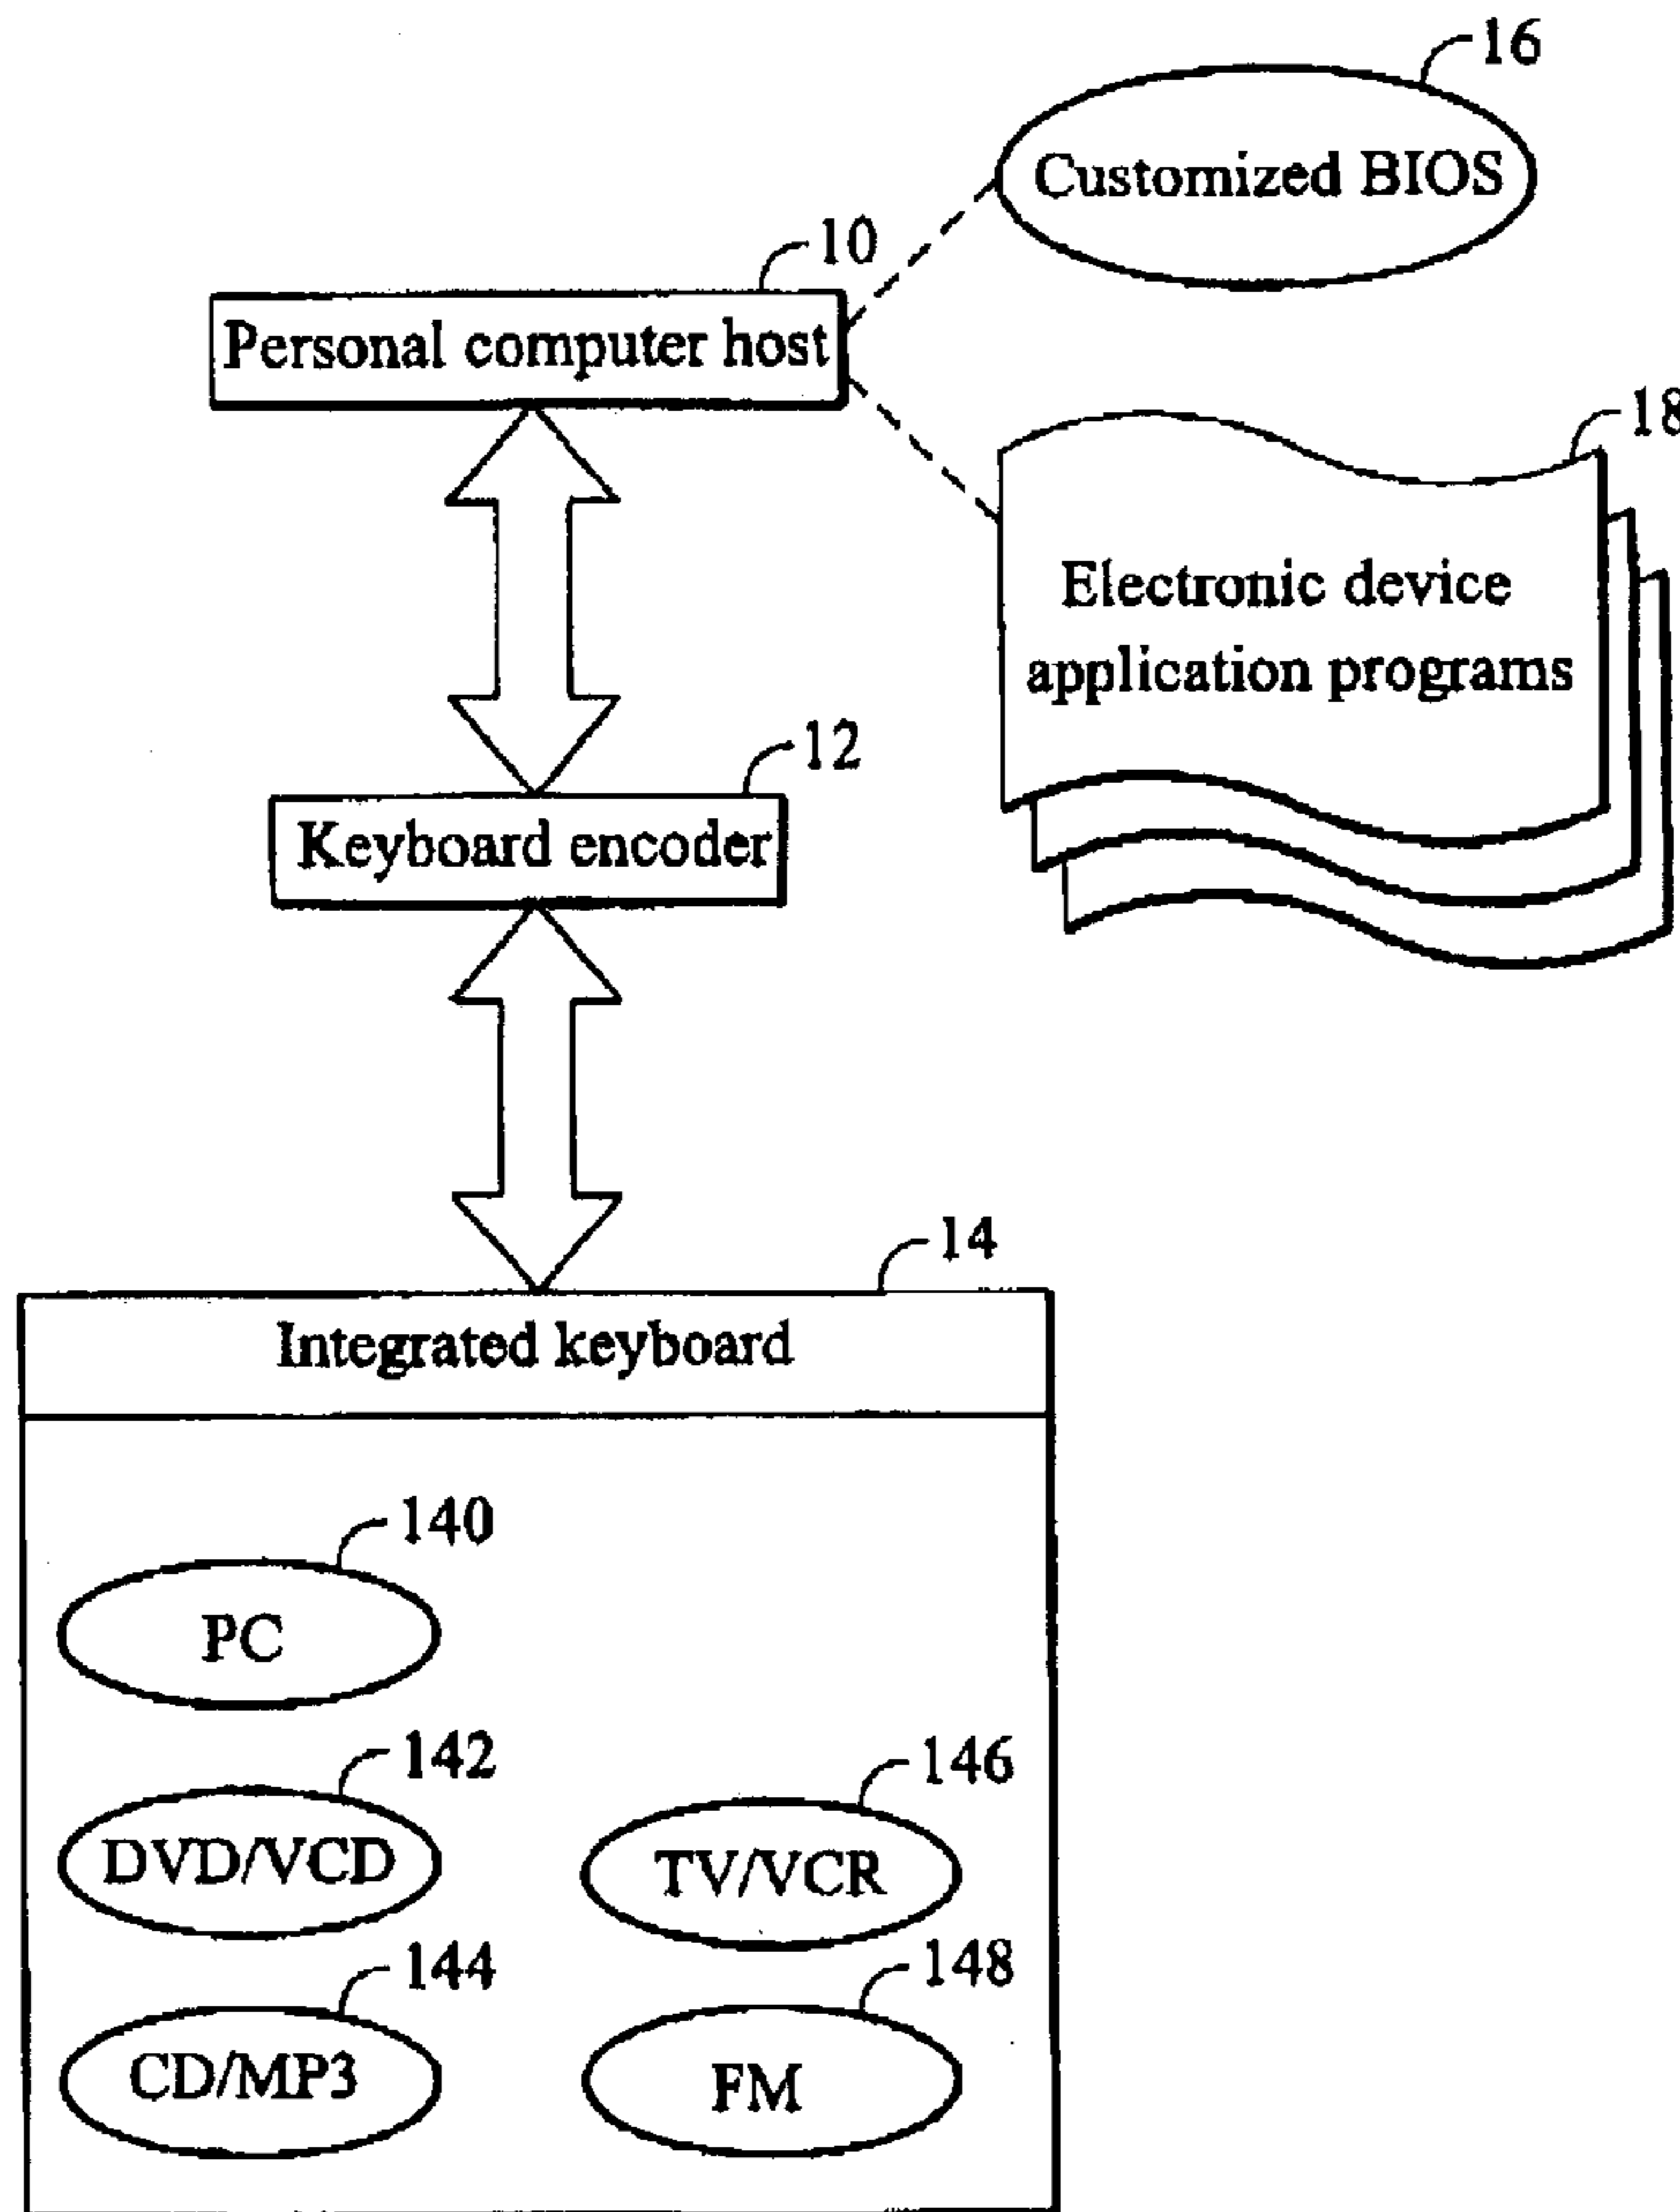 16
Customized BIOS
10
Personal computer host
18
Electronic device
application programs
12
Keyboard encoder
14
Integrated keyboard
140
PC
142
DVD/VCD
146
TV/VCR
144
CD/MP3
148
FM